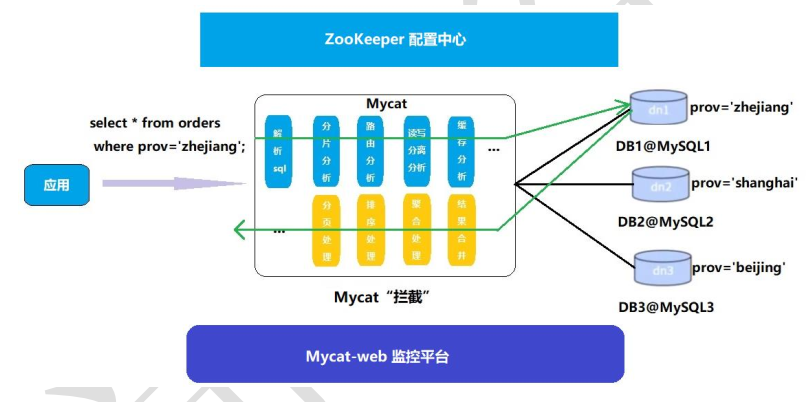 ZooKeeper 配置中心
Mycat
select * from orders
where prov='zhejiang';
应用
解析sql
分片分析
路由分析
读写分离分析
缓存分析
...
...
分页处理
排序处理
聚合处理
结果合并
Mycat“拦截”
dn1
prov='zhejiang'
DB1@MySQL1
dn2
prov='shanghai'
DB2@MySQL2
dn3
prov='beijing'
DB3@MySQL3
Mycat-web 监控平台